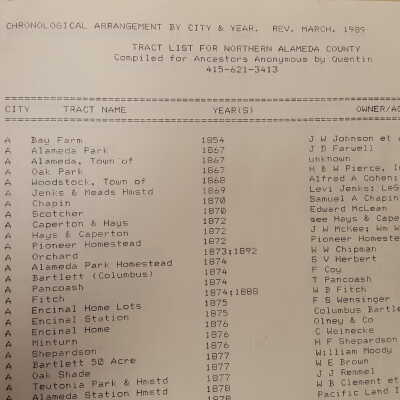 CHRONOLOGICAL ARRANGEMENT BY CITY & YEAR. REV. MARCH, 1989
TRACT LIST FOR NORTHERN ALAMEDA COUNTY
Compiled for Ancestors Anonymous by Quentin
415-621-3413
CITY TRACT NAME YEAR(S) OWNER/AG
A Bay Farm 1854 J W Johnson et a
A Alameda Park 1867 J D Farwell
A Alameda, Town of 1867 unknown
A Oak Park 1867 H & W Pierce,
A Woodstock, Town of 1868 Alfred A Cohen;
A Jenks & Meads Hmstd 1869 Levi Jenks; LeG
A Chapin 1870 Samuel A Chapin
A Scotcher 1870 Edward McLean
A Caperton & Hays 1872 see Hays & Cape
A Hays & Caperton 1872 J W McKee; Wm W
A Pioneer Homestead 1872 Pioneer Homeste
A Orchard 1873;1892 W W Chipman
A Alameda Park Homestead 1874 S V Herbert
A Bartlett (Columbus) 1874 F Coy
A Pancoash 1874 T Pancoash
A Fitch 1874;1888 W B Fitch
A Encinal Home Lots 1875 F S Wensinger
A Encinal Station 1875 Columbus Bartle
A Encinal Home 1876 Olney & Co
A Minturn 1876 C Weinecke
A Shepardson 1876 H F Shepardson
A Bartlett 50 Acre 1877 William Moody
A Oak Shade 1877 W E Brown
A Teutonia Park & Hmstd 1877 J J Remmel
A Alameda Station Hmstd 1878 W B Clement et
1878 Pacific Land I